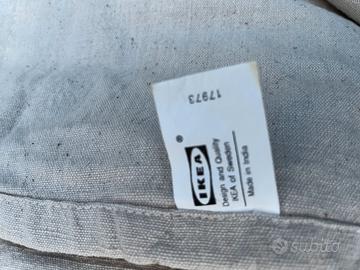 17973
IKEA
®
Design and Quality
IKEA of Sweden
Made in India
subito